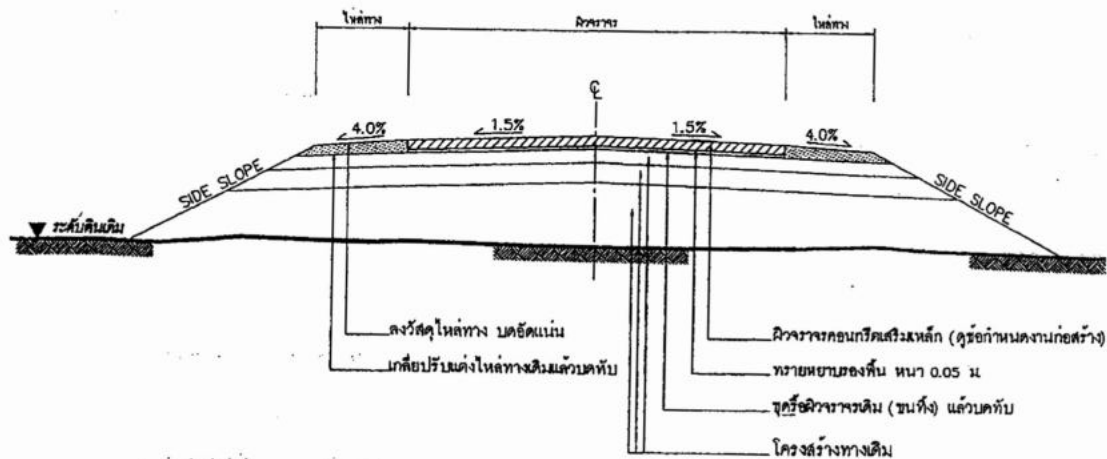 ไหล่ทาง ผิวจราจร ไหล่ทาง
℄
4.0% 1.5% 1.5% 4.0%
SIDE SLOPE SIDE SLOPE
ระดับดินเดิม
ลงวัสดุไหล่ทาง บดอัดแน่น
เกลี่ยปรับแต่งไหล่ทางเดิมแล้วบดทับ
ผิวจราจรคอนกรีตเสริมเหล็ก (ดูข้อกำหนดงานก่อสร้าง)
ทรายหยาบรองพื้น หนา 0.05 ม.
ขุดรื้อผิวจราจรเดิม (ขนทิ้ง) แล้วบดทับ
โครงสร้างทางเดิม